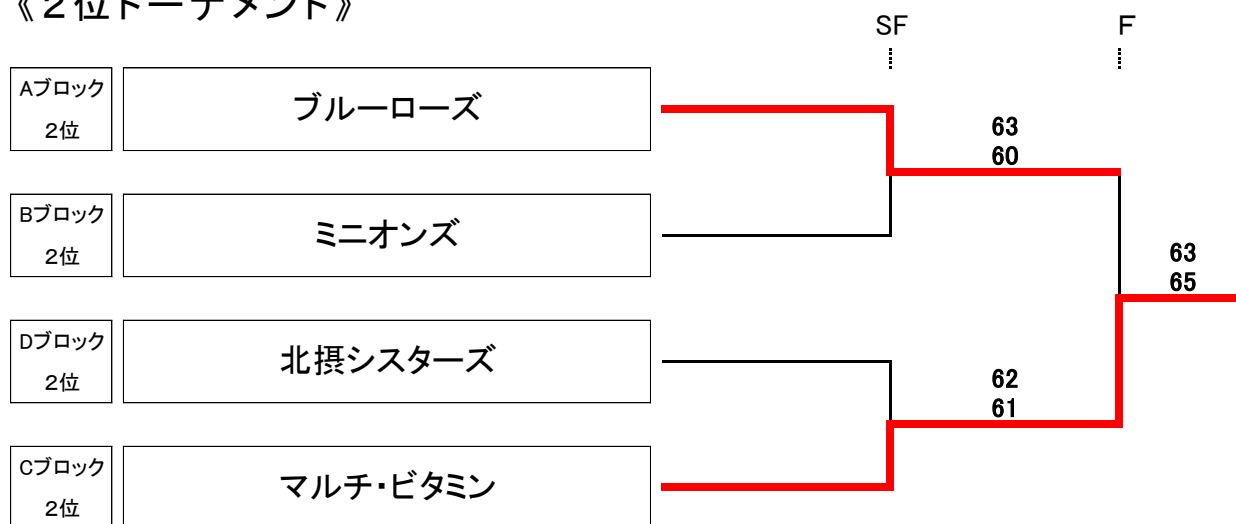 《２位トーナメント》
SF
F
Aブロック
2位
ブルーローズ
63
60
Bブロック
2位
ミニオンズ
63
65
Dブロック
2位
北摂シスターズ
62
61
Cブロック
2位
マルチ・ビタミン